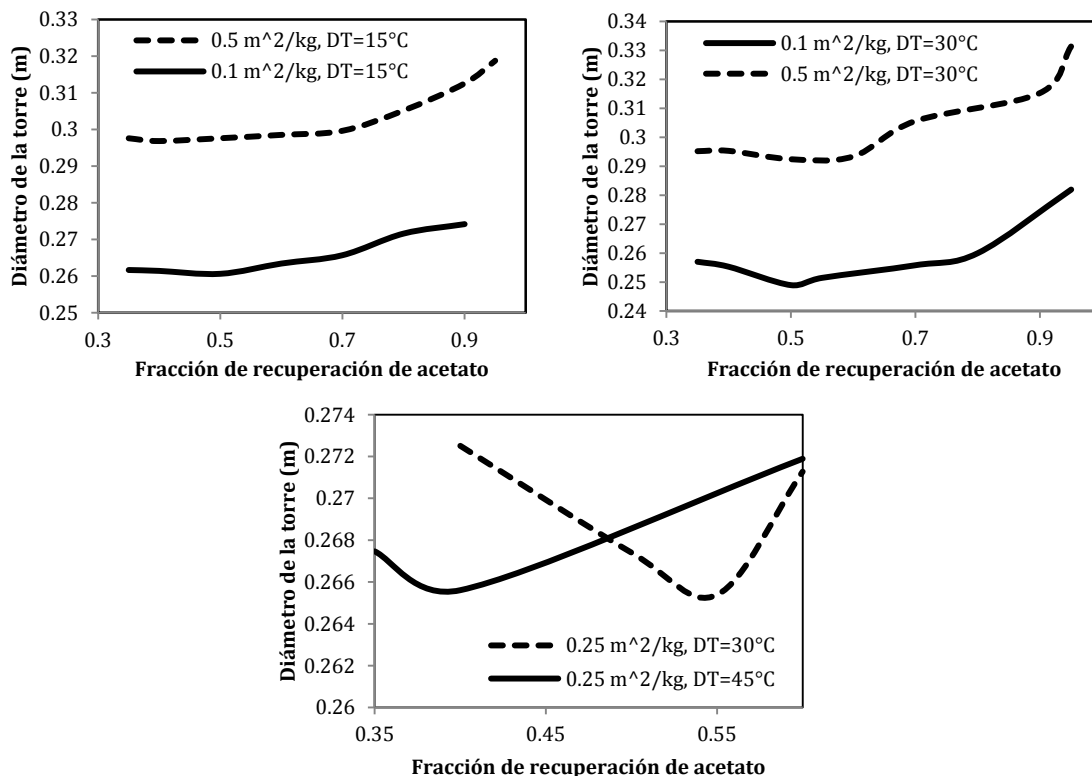 0.33
0.32
0.31
0.3
0.29
0.28
0.27
0.26
0.25
Diámetro de la torre (m)
0.5 m^2/kg, DT=15°C
0.1 m^2/kg, DT=15°C
0.3 0.5 0.7 0.9
Fracción de recuperación de acetato
0.34
0.33
0.32
0.31
0.3
0.29
0.28
0.27
0.26
0.25
0.24
Diámetro de la torre (m)
0.1 m^2/kg, DT=30°C
0.5 m^2/kg, DT=30°C
0.3 0.5 0.7 0.9
Fracción de recuperación de acetato
0.274
0.272
0.27
0.268
0.266
0.264
0.262
0.26
Diámetro de la torre (m)
0.25 m^2/kg, DT=30°C
0.25 m^2/kg, DT=45°C
0.35 0.45 0.55
Fracción de recuperación de acetato